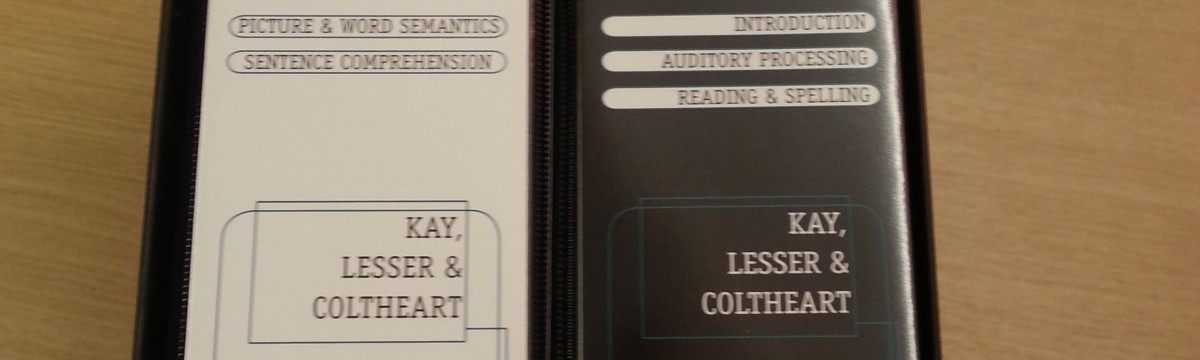 PICTURE & WORD SEMANTICS
SENTENCE COMPREHENSION
KAY,
LESSER &
COLTHEART
INTRODUCTION
AUDITORY PROCESSING
READING & SPELLING
KAY,
LESSER &
COLTHEART